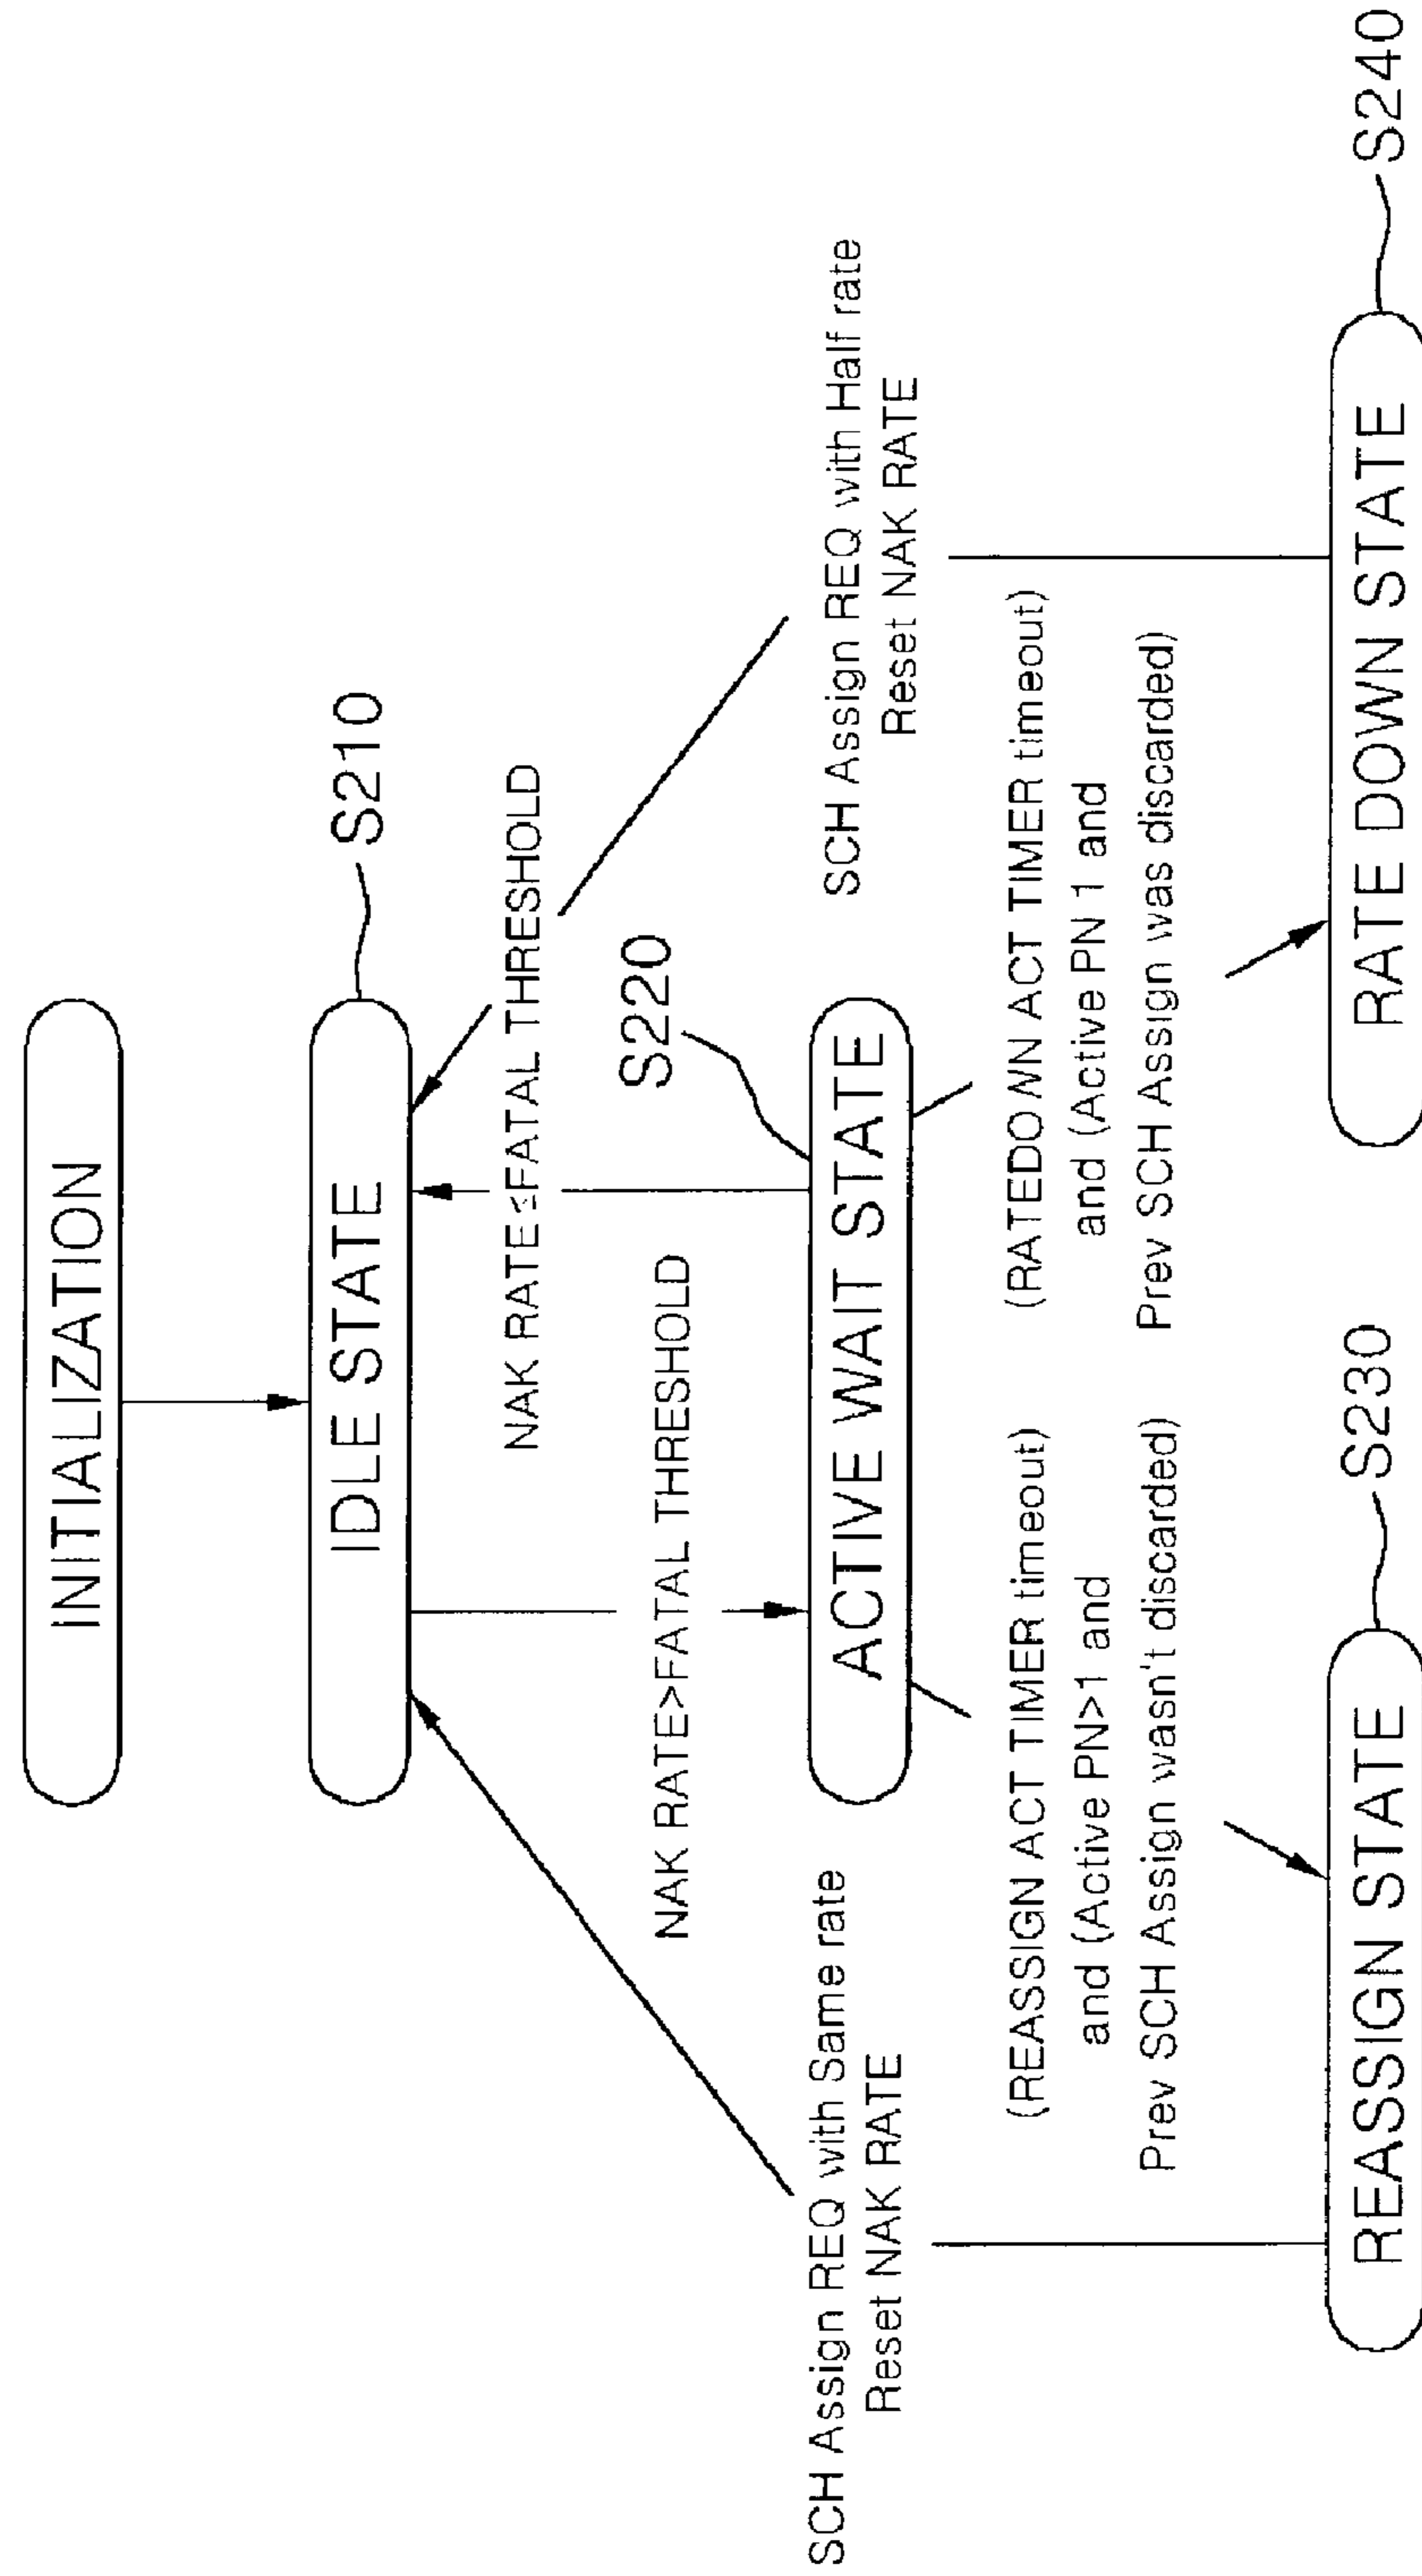 INITIALIZATION
IDLE STATE
S210
NAK RATE≤FATAL THRESHOLD
S220
NAK RATE>FATAL THRESHOLD
ACTIVE WAIT STATE
SCH Assign REQ with Same rate
Reset NAK RATE
SCH Assign REQ with Half rate
Reset NAK RATE
(REASSIGN ACT TIMER timeout)
and (Active PN>1 and
Prev SCH Assign wasn't discarded)
(RATEDOWN ACT TIMER timeout)
and (Active PN 1 and
Prev SCH Assign was discarded)
REASSIGN STATE
S230
RATE DOWN STATE
S240